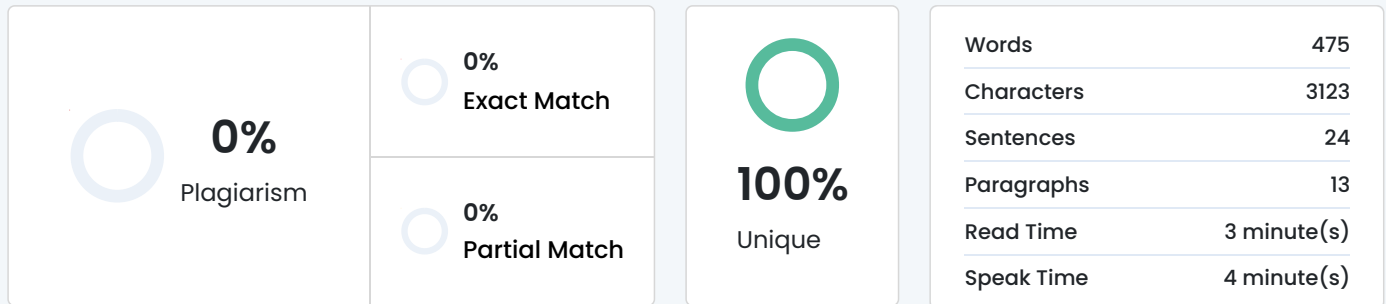 0%
Plagiarism
0%
Exact Match
0%
Partial Match
100%
Unique
Words 475
Characters 3123
Sentences 24
Paragraphs 13
Read Time 3 minute(s)
Speak Time 4 minute(s)